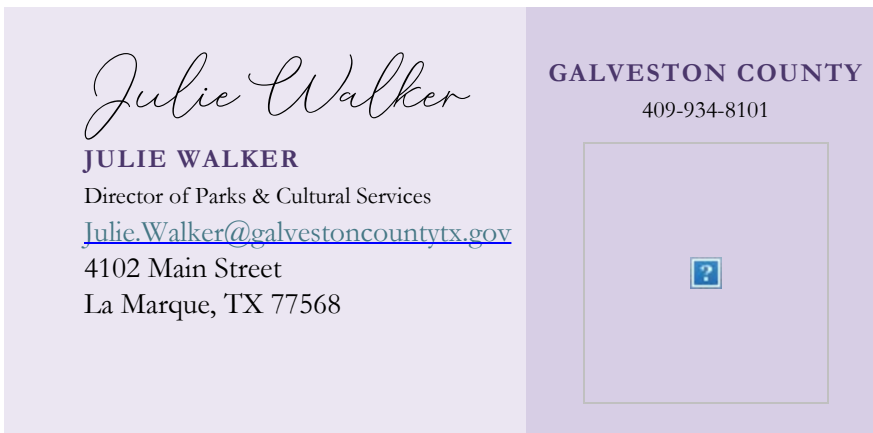 Julie Walker
JULIE WALKER
Director of Parks & Cultural Services
Julie.Walker@galvestoncountytx.gov
4102 Main Street
La Marque, TX 77568
GALVESTON COUNTY
409-934-8101
?